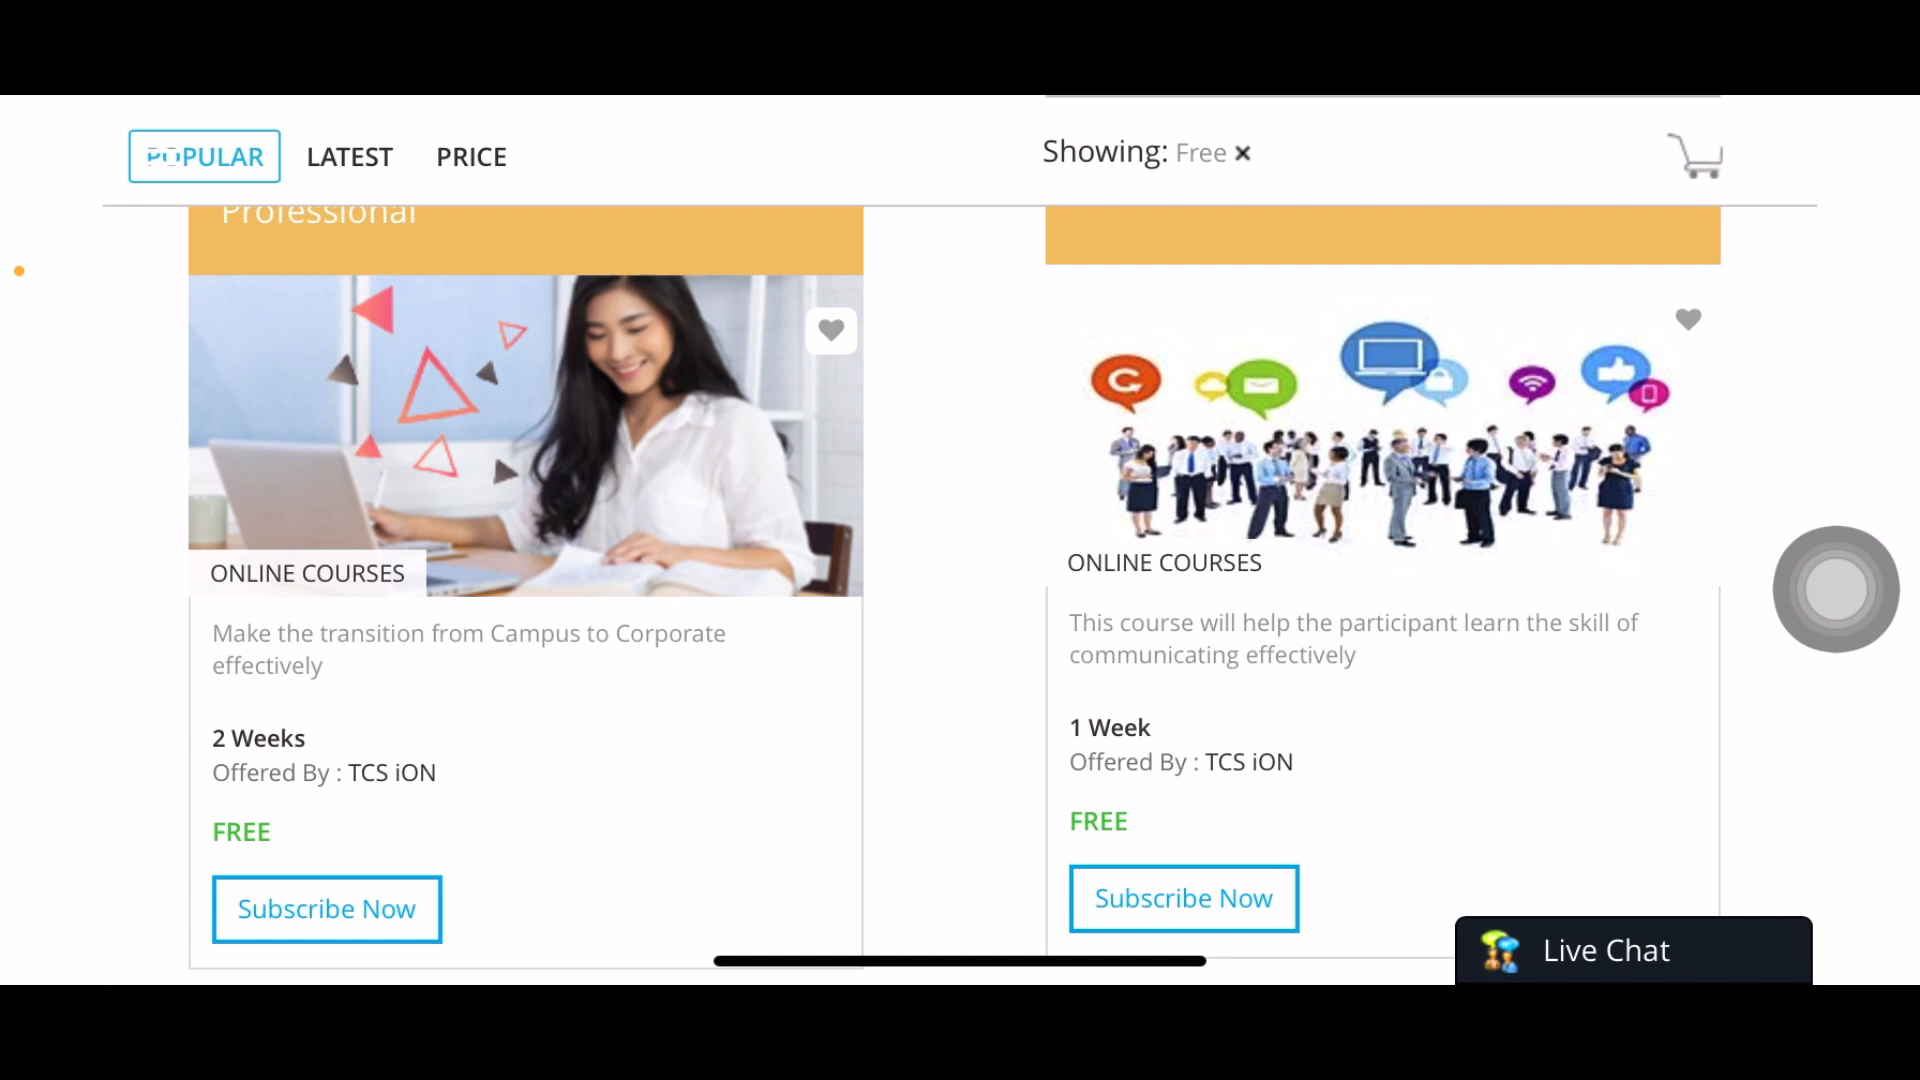 POPULAR LATEST PRICE
Showing: Free ×
Professional
ONLINE COURSES
Make the transition from Campus to Corporate
effectively
2 Weeks
Offered By : TCS iON
FREE
Subscribe Now
ONLINE COURSES
This course will help the participant learn the skill of
communicating effectively
1 Week
Offered By : TCS iON
FREE
Subscribe Now
Live Chat